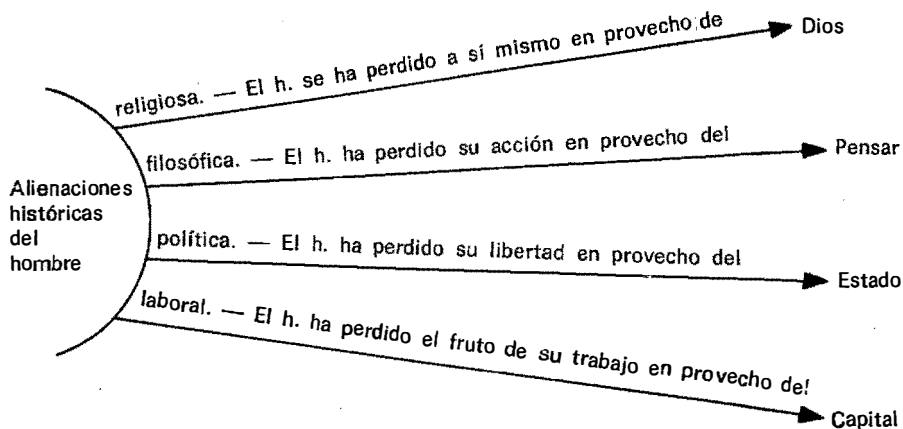 religiosa. — El h. se ha perdido a sí mismo en provecho de
Dios
filosófica. — El h. ha perdido su acción en provecho del
Pensar
Alienaciones
históricas
del
hombre
política. — El h. ha perdido su libertad en provecho del
Estado
laboral. — El h. ha perdido el fruto de su trabajo en provecho del
Capital